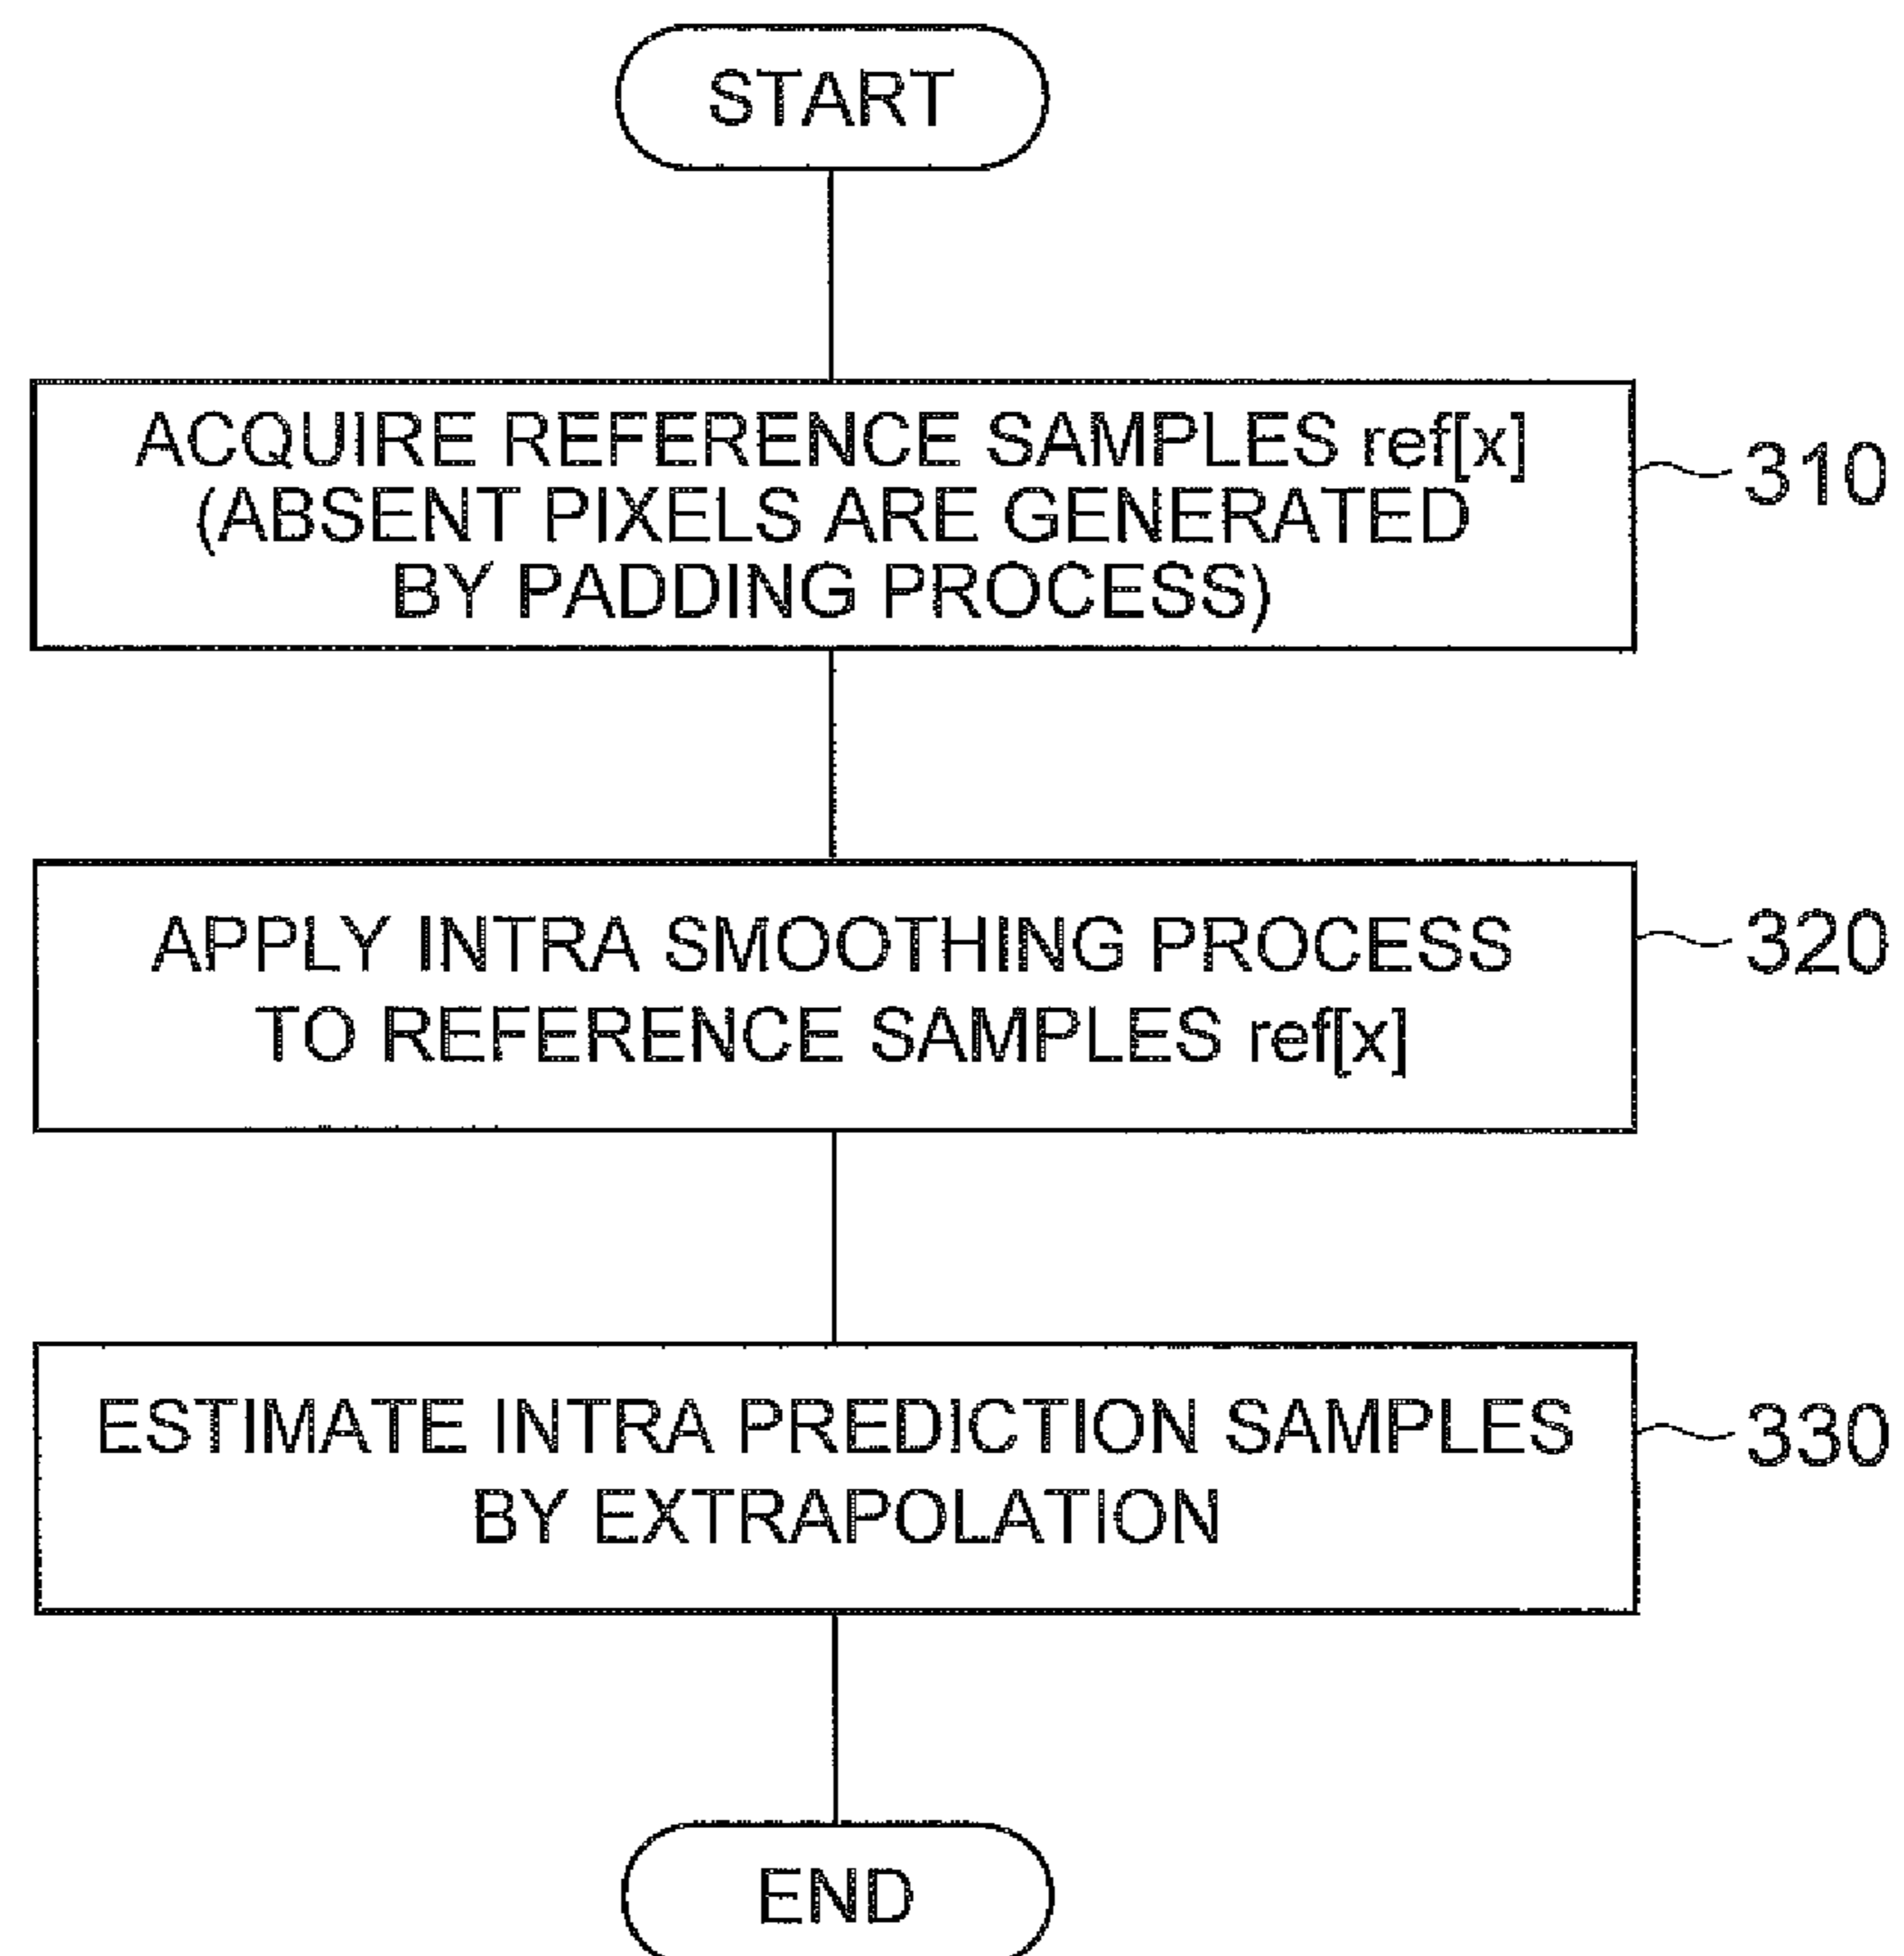 START
ACQUIRE REFERENCE SAMPLES ref[x]
(ABSENT PIXELS ARE GENERATED
BY PADDING PROCESS)
310
APPLY INTRA SMOOTHING PROCESS
TO REFERENCE SAMPLES ref[x]
320
ESTIMATE INTRA PREDICTION SAMPLES
BY EXTRAPOLATION
330
END